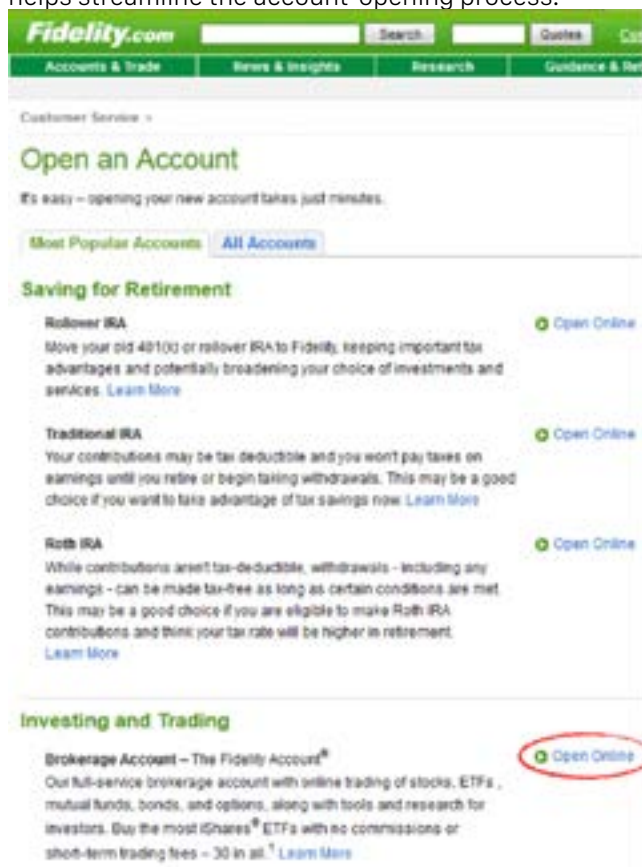 helps streamline the account-opening process.
Fidelity.com Search Quotes
Accounts & Trade News & Insights Research Guidance &
Customer Service >
Open an Account
It's easy – opening your new account takes just minutes.
Most Popular Accounts All Accounts
Saving for Retirement
Rollover IRA Open Online
Move your old 401(k) or rollover IRA to Fidelity, keeping important tax
advantages and potentially broadening your choice of investments and
services. Learn More
Traditional IRA Open Online
Your contributions may be tax deductible and you won't pay taxes on
earnings until you retire or begin taking withdrawals. This may be a good
choice if you want to take advantage of tax savings now. Learn More
Roth IRA Open Online
While contributions aren't tax-deductible, withdrawals - including any
earnings - can be made tax-free as long as certain conditions are met.
This may be a good choice if you are eligible to make Roth IRA
contributions and think your tax rate will be higher in retirement.
Learn More
Investing and Trading
Brokerage Account – The Fidelity Account® Open Online
Our full-service brokerage account with online trading of stocks, ETFs ,
mutual funds, bonds, and options, along with tools and research for
investors. Buy the most iShares® ETFs with no commissions or
short-term trading fees – 30 in all.† Learn More